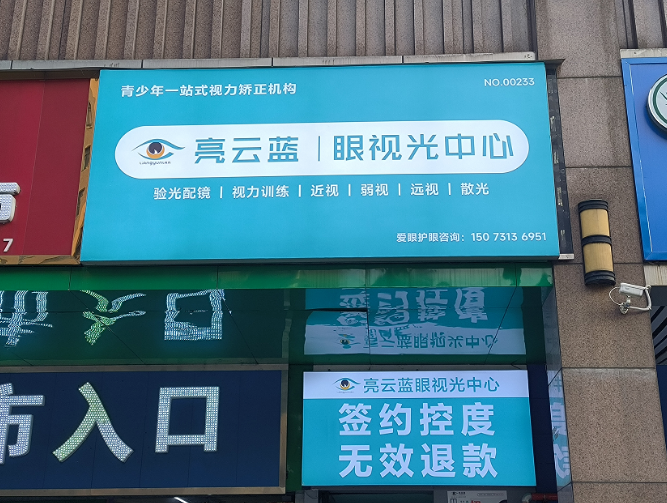 青少年一站式视力矫正机构
NO.00233
亮云蓝 | 眼视光中心
验光配镜 | 视力训练 | 近视 | 弱视 | 远视 | 散光
爱眼护眼咨询：150 7313 6951
7
市入口
亮云蓝眼视光中心
签约控度
无效退款